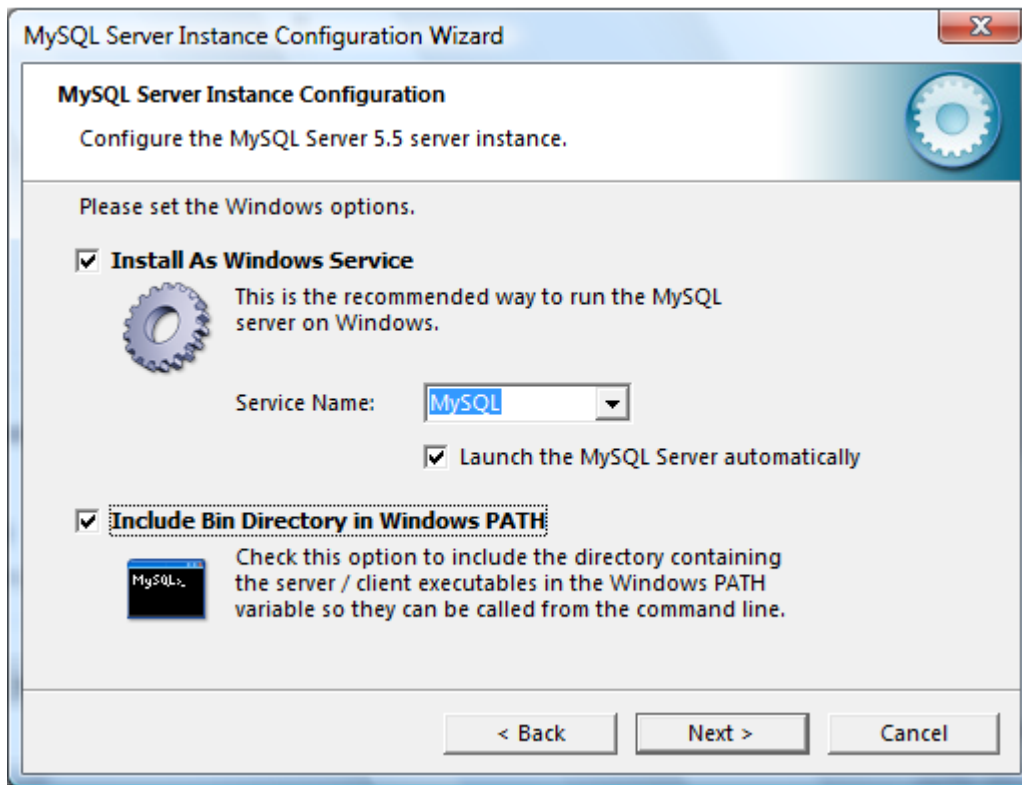 MySQL Server Instance Configuration Wizard
MySQL Server Instance Configuration
Configure the MySQL Server 5.5 server instance.
Please set the Windows options.
Install As Windows Service
This is the recommended way to run the MySQL
server on Windows.
Service Name:
MySQL
Launch the MySQL Server automatically
Include Bin Directory in Windows PATH
MySQL>_
Check this option to include the directory containing
the server / client executables in the Windows PATH
variable so they can be called from the command line.
< Back
Next >
Cancel